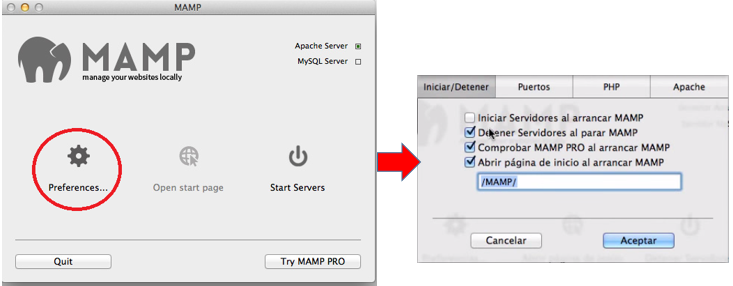 MAMP
MAMP
manage your websites locally
Apache Server
MySQL Server
Preferences...
Open start page
Start Servers
Quit
Try MAMP PRO
Iniciar/Detener
Puertos
PHP
Apache
Iniciar Servidores al arrancar MAMP
Detener Servidores al parar MAMP
Comprobar MAMP PRO al arrancar MAMP
Abrir página de inicio al arrancar MAMP
/MAMP/
Cancelar
Aceptar